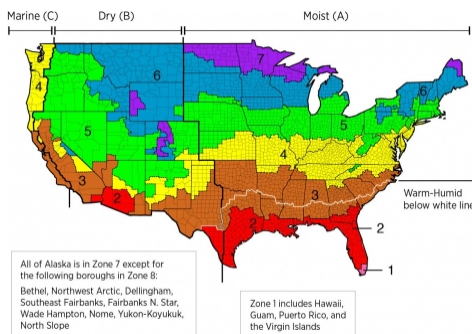 Marine (C) Dry (B) Moist (A)
7
6
6
4
5
5
4
3
3
2
2
Warm-Humid
below white line
2
1
All of Alaska is in Zone 7 except for
the following boroughs in Zone 8:
Bethel, Northwest Arctic, Dellingham,
Southeast Fairbanks, Fairbanks N. Star,
Wade Hampton, Nome, Yukon-Koyukuk,
North Slope
Zone 1 includes Hawaii,
Guam, Puerto Rico, and
the Virgin Islands